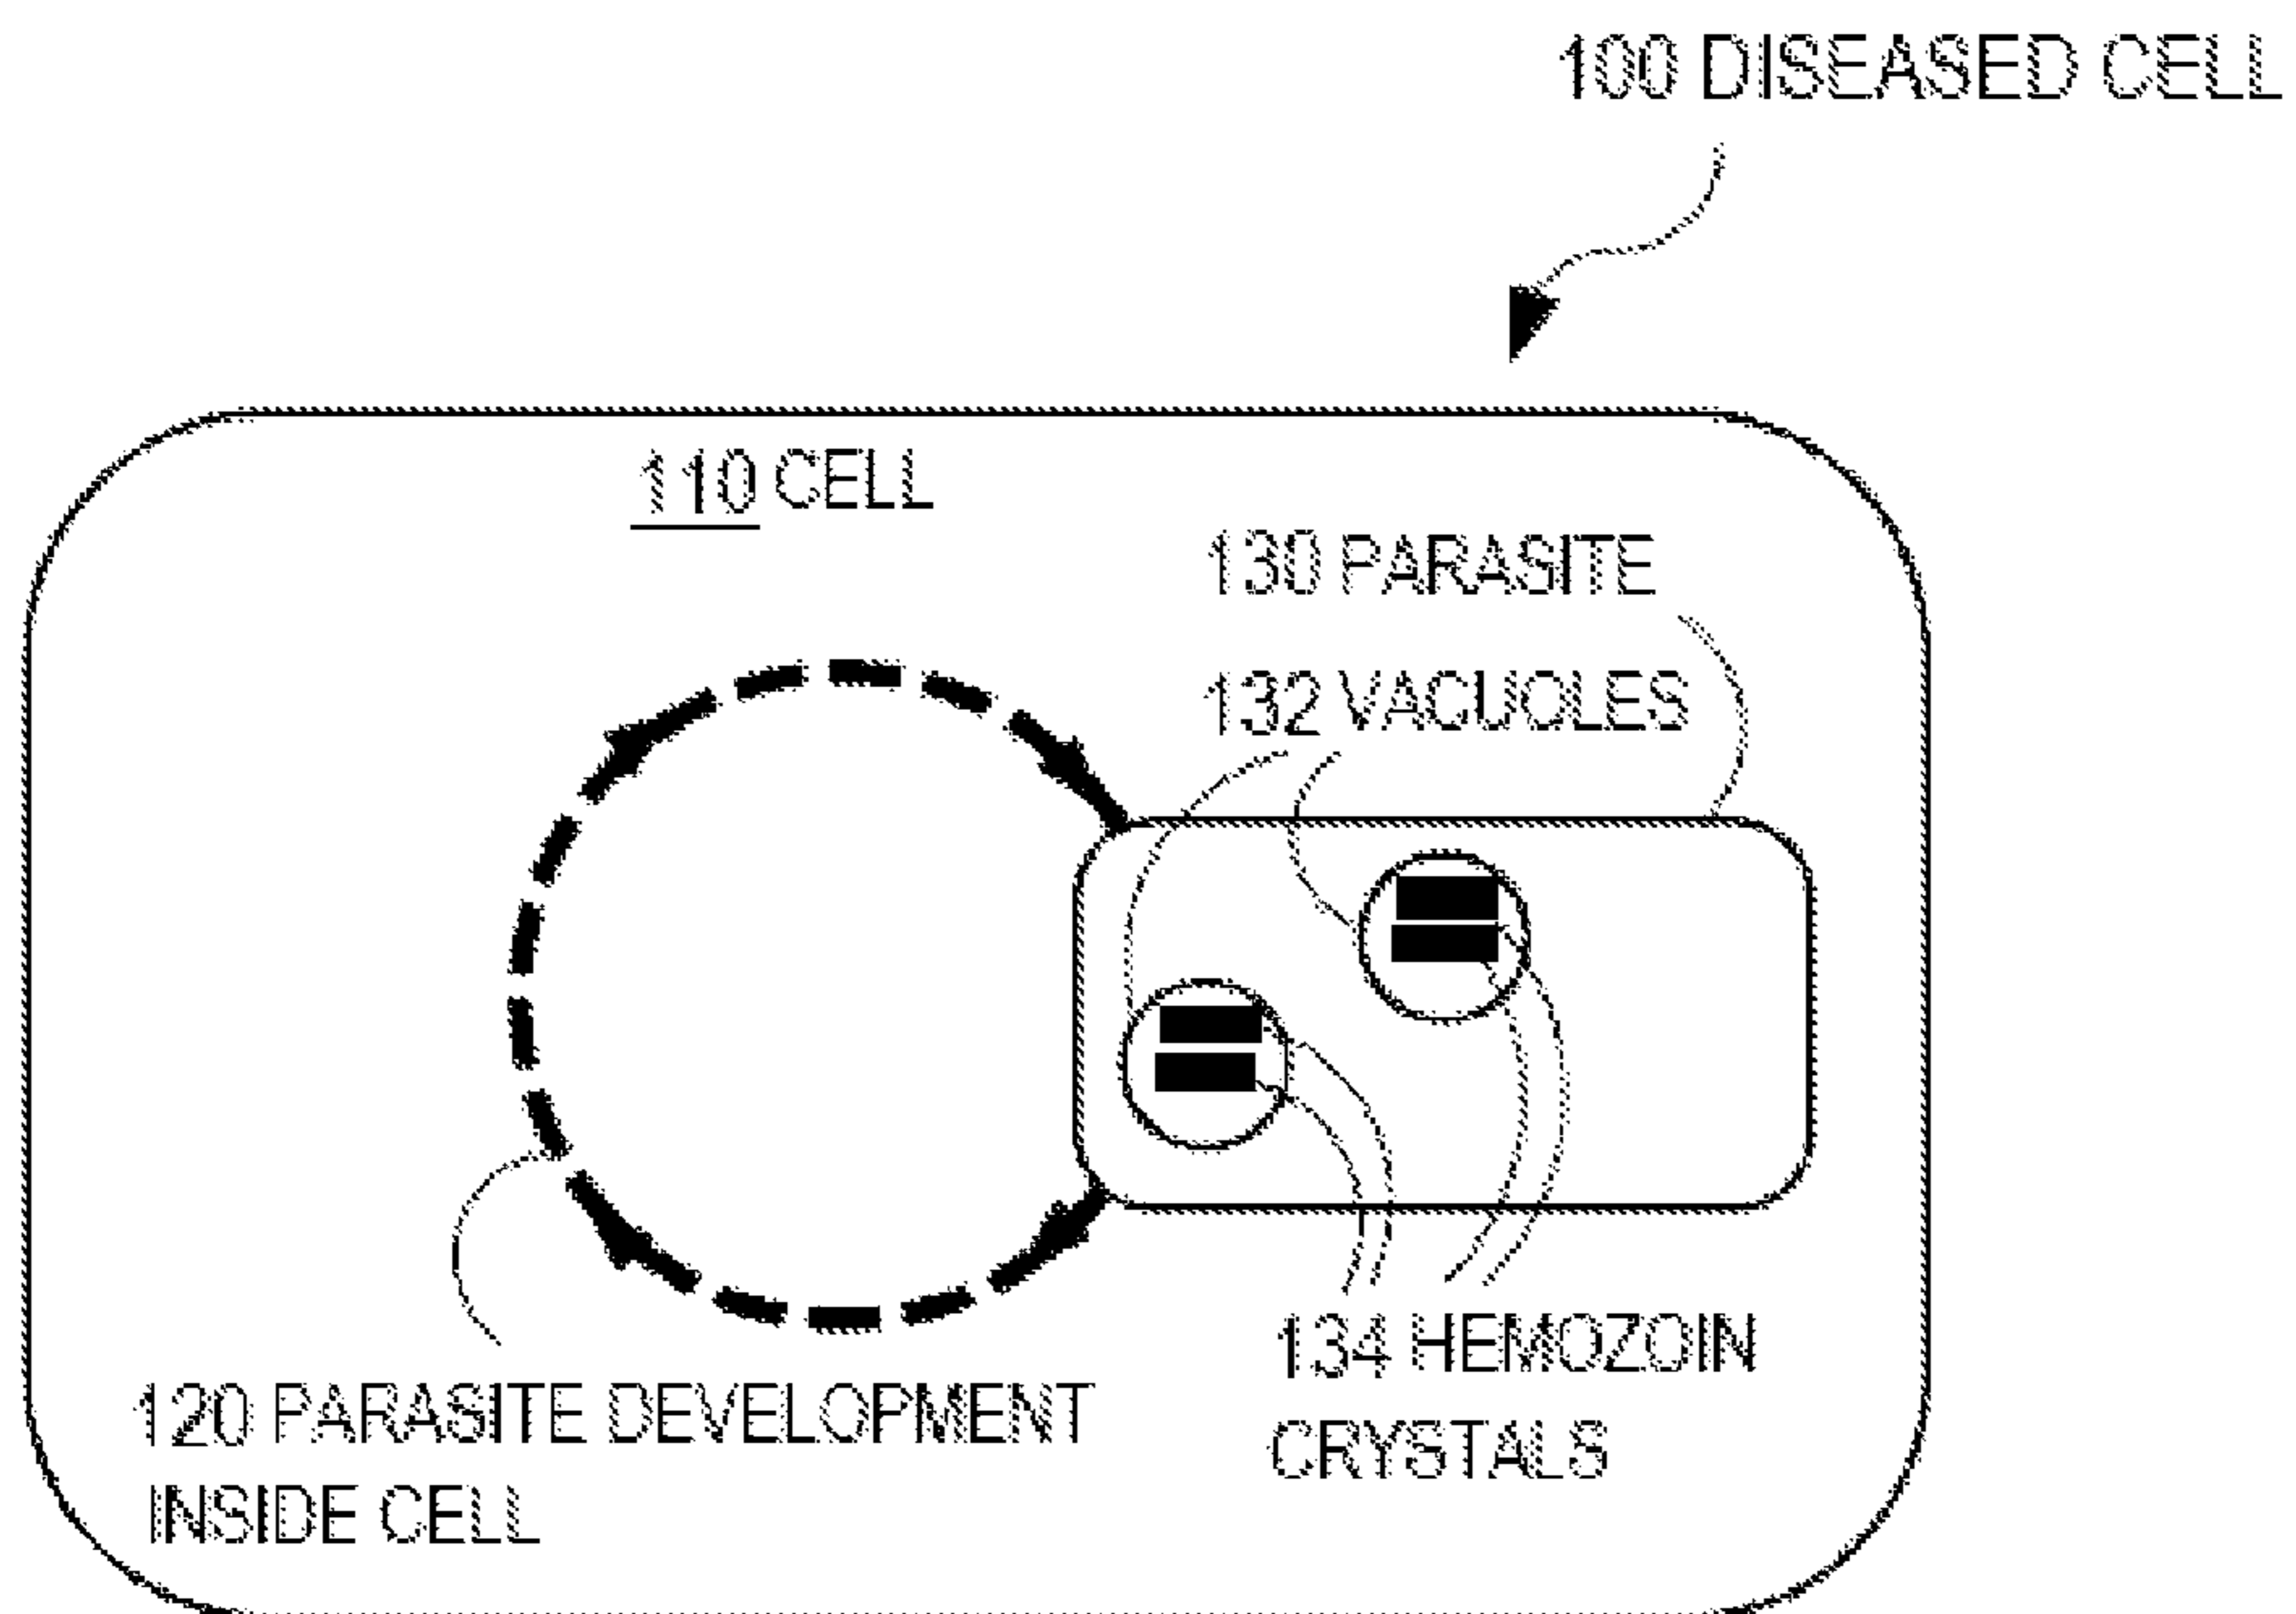 100 DISEASED CELL
110 CELL
130 PARASITE
132 VACUOLES
134 HEMOZOIN
CRYSTALS
120 PARASITE DEVELOPMENT
INSIDE CELL